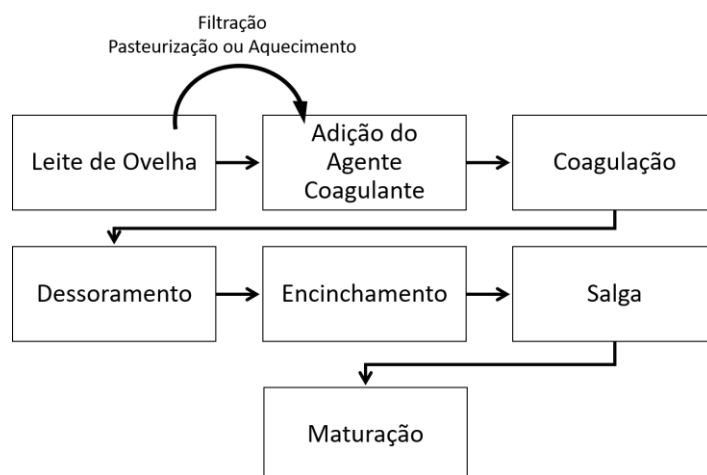 Filtração
Pasteurização ou Aquecimento
Leite de Ovelha
Adição do
Agente
Coagulante
Coagulação
Dessoramento
Encinchamento
Salga
Maturação